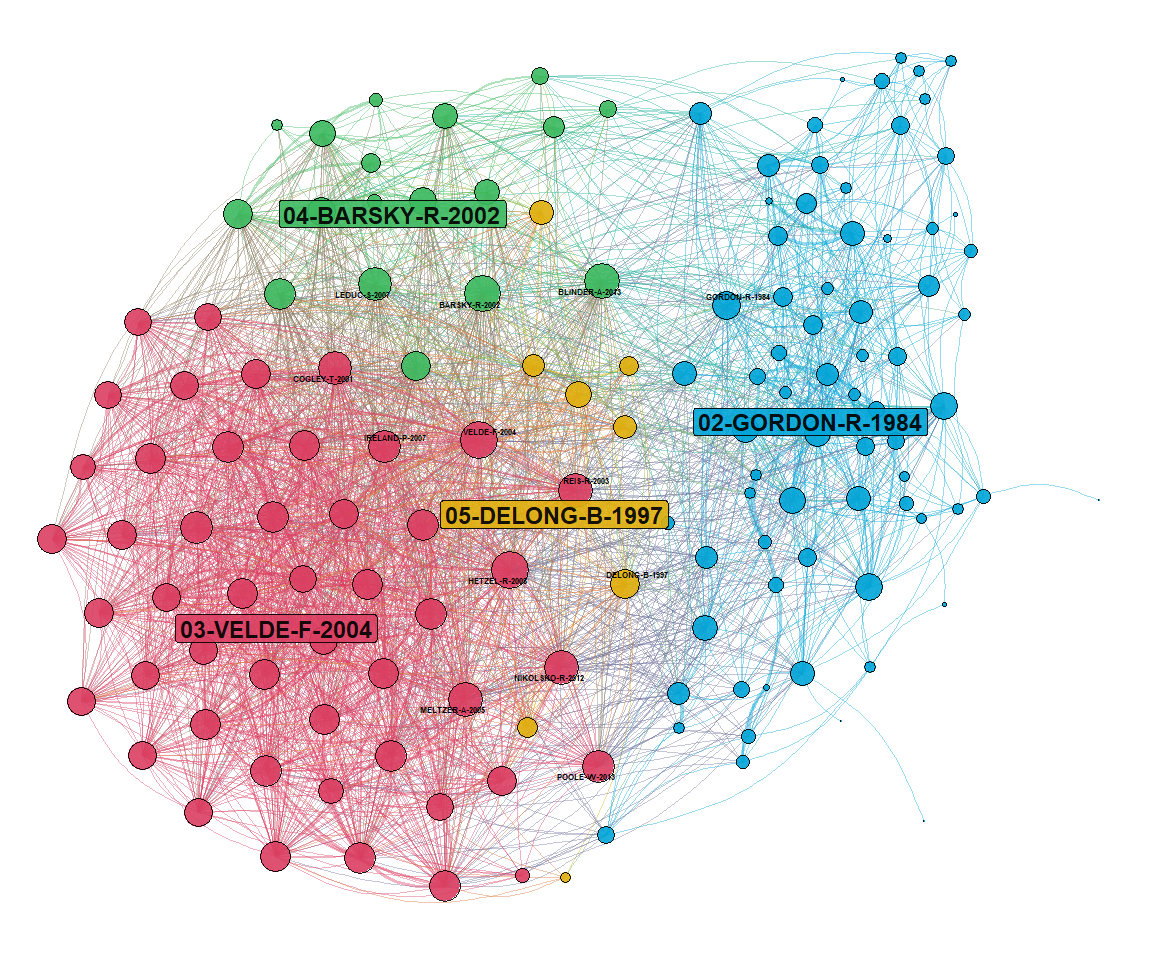 04-BARSKY-R-2002
LEDUC-S-2007
BARSKY-R-2002
BLINDER-A-2013
GORDON-R-1984
COGLEY-T-2001
IRELAND-P-2007
VELDE-F-2004
02-GORDON-R-1984
REIS-R-2003
05-DELONG-B-1997
HETZEL-R-2008
DELONG-B-1997
03-VELDE-F-2004
NIKOLSKO-R-2012
MELTZER-A-2005
POOLE-W-2013